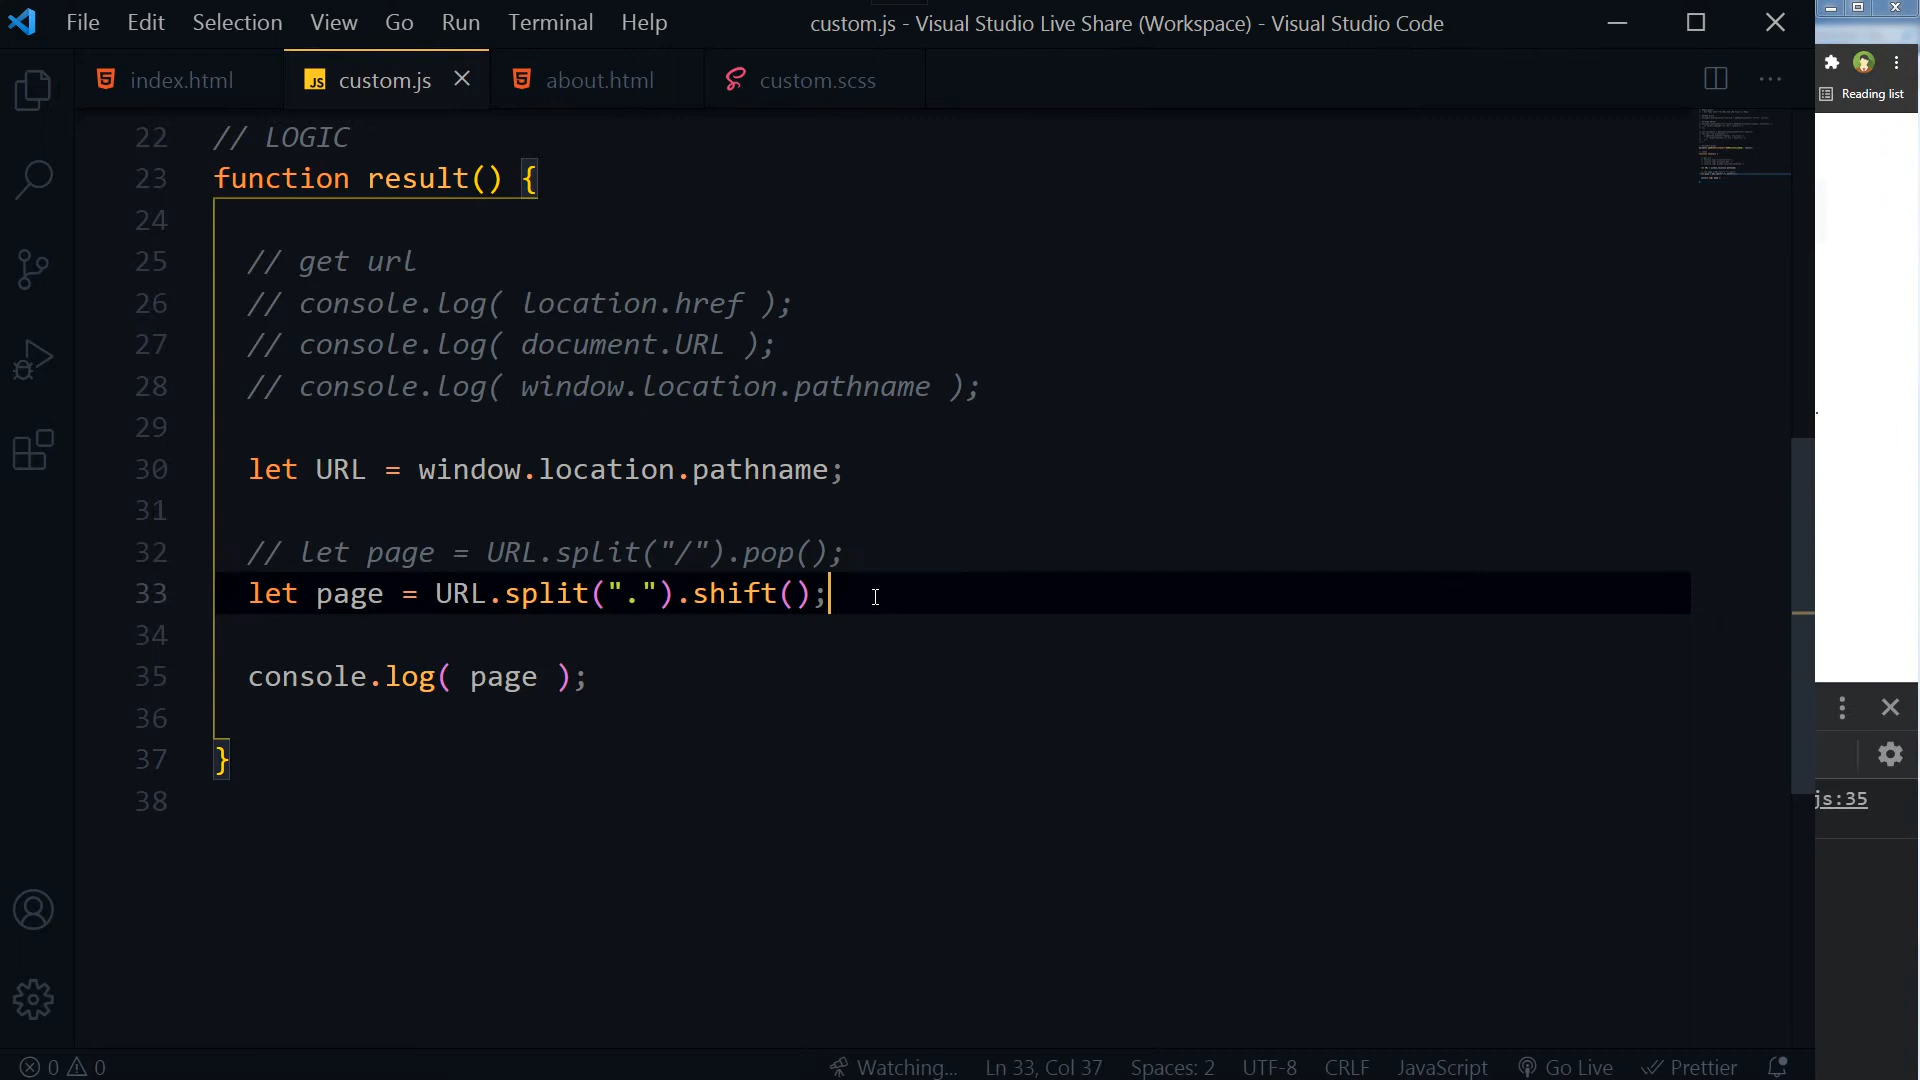 File Edit Selection View Go Run Terminal Help custom.js - Visual Studio Live Share (Workspace) - Visual Studio Code
index.html JS custom.js about.html custom.scss
Reading list
22 // LOGIC
23 function result() {
24
25 // get url
26 // console.log( location.href );
27 // console.log( document.URL );
28 // console.log( window.location.pathname );
29
30 let URL = window.location.pathname;
31
32 // let page = URL.split("/").pop();
33 let page = URL.split(".").shift();
34
35 console.log( page );
36
37 }
38
js:35
0 0 Watching... Ln 33, Col 37 Spaces: 2 UTF-8 CRLF JavaScript Go Live Prettier